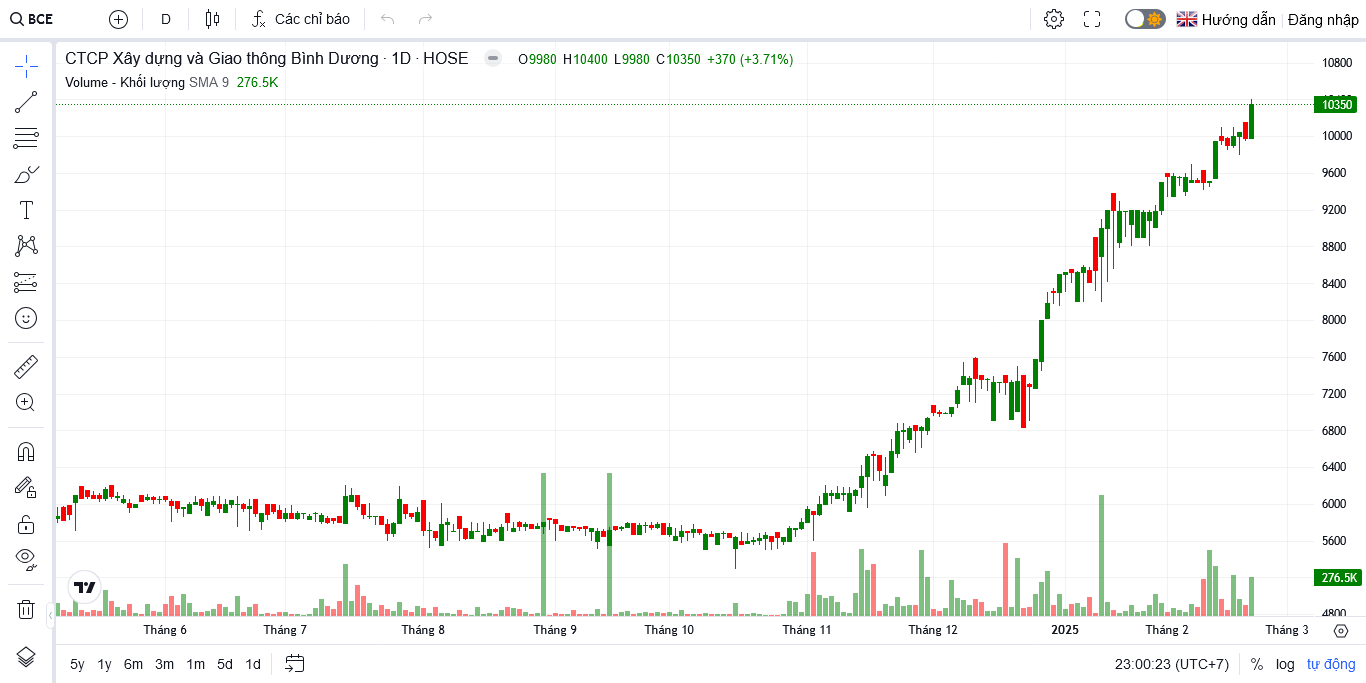 BCE
D
Các chỉ báo
Hướng dẫn
Đăng nhập
CTCP Xây dựng và Giao thông Bình Dương · 1D · HOSE
O9980 H10400 L9980 C10350 +370 (+3.71%)
Volume - Khối lượng SMA 9 276.5K
10800
10350
10000
9600
9200
8800
8400
8000
7600
7200
6800
6400
6000
5600
276.5K
4800
Tháng 6
Tháng 7
Tháng 8
Tháng 9
Tháng 10
Tháng 11
Tháng 12
2025
Tháng 2
Tháng 3
5y 1y 6m 3m 1m 5d 1d
23:00:23 (UTC+7)
%
log
tự động